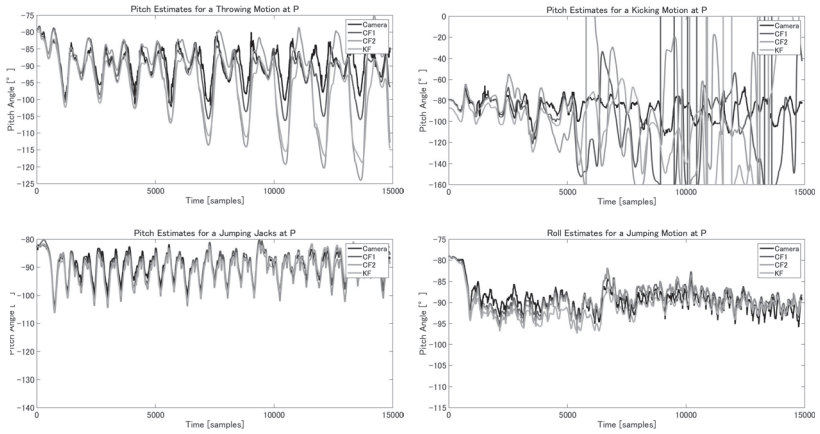 Pitch Estimates for a Throwing Motion at P
Camera
CF1
CF2
KF
Pitch Angle [°]
-75
-80
-85
-90
-95
-100
-105
-110
-115
-120
-125
0
5000
10000
15000
Time [samples]
Pitch Estimates for a Kicking Motion at P
Camera
CF1
CF2
KF
Pitch Angle [°]
0
-20
-40
-60
-80
-100
-120
-140
-160
0
5000
10000
15000
Time [samples]
Pitch Estimates for a Jumping Jacks at P
Camera
CF1
CF2
KF
Pitch Angle [
-80
-90
-100
-110
-120
-130
-140
0
5000
10000
15000
Time [samples]
Roll Estimates for a Jumping Motion at P
Camera
CF1
CF2
KF
Pitch Angle [°]
-75
-80
-85
-90
-95
-100
-105
-110
-115
0
5000
10000
15000
Time [samples]